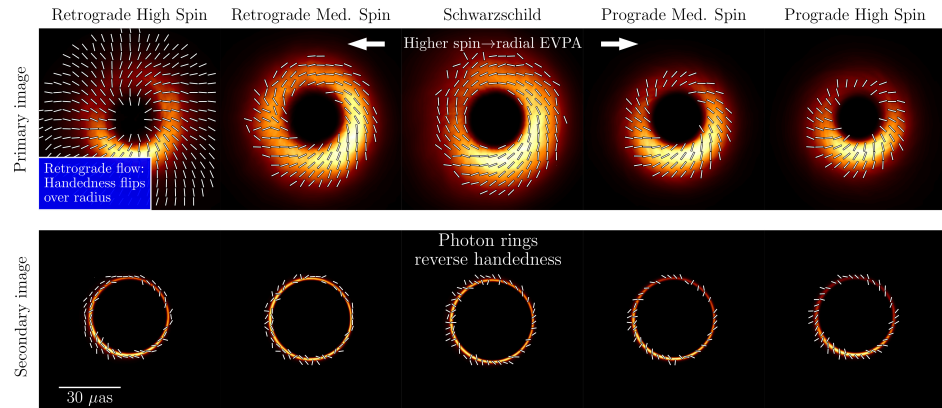 Retrograde High Spin
Retrograde Med. Spin
Schwarzschild
Prograde Med. Spin
Prograde High Spin
Primary image
Higher spin→radial EVPA
Retrograde flow:
Handedness flips
over radius
Secondary image
Photon rings
reverse handedness
30 μas